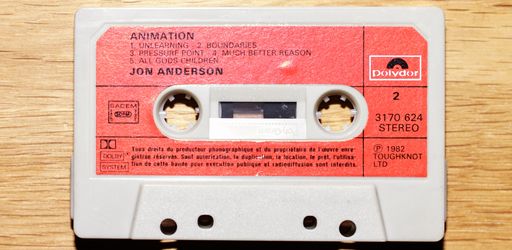 ANIMATION
1. UNLEARNING - 2. BOUNDARIES
3. PRESSURE POINT - 4. MUCH BETTER REASON
5. ALL GODS CHILDREN
JON ANDERSON
Polydor
2
3170 624
STEREO
SACEM
Tous droits du producteur phonographique et du propriétaire de l'œuvre enre-
gistrée réservés. Sauf autorisation, la duplication, la location, le prêt, l'utilisa-
tion de cette bande pour exécution publique et radiodiffusion sont interdits.
DOLBY
SYSTEM
Ⓟ 1982
TOUGHKNOT
LTD